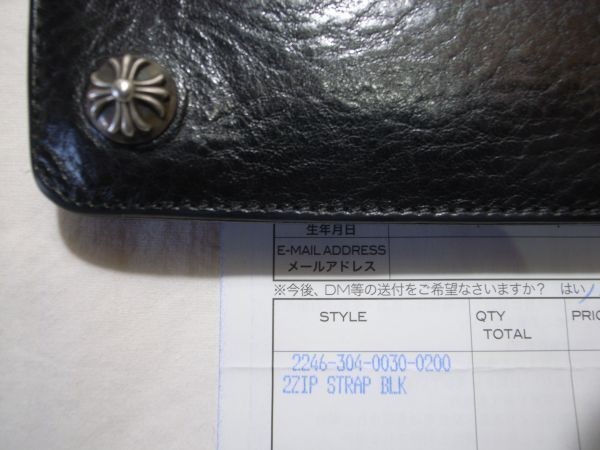 生年月日
E-MAIL ADDRESS
メールアドレス
※今後、DM等の送付をご希望なさいますか? はい
STYLE QTY TOTAL PRIC
2246-304-0030-0200
2ZIP STRAP BLK